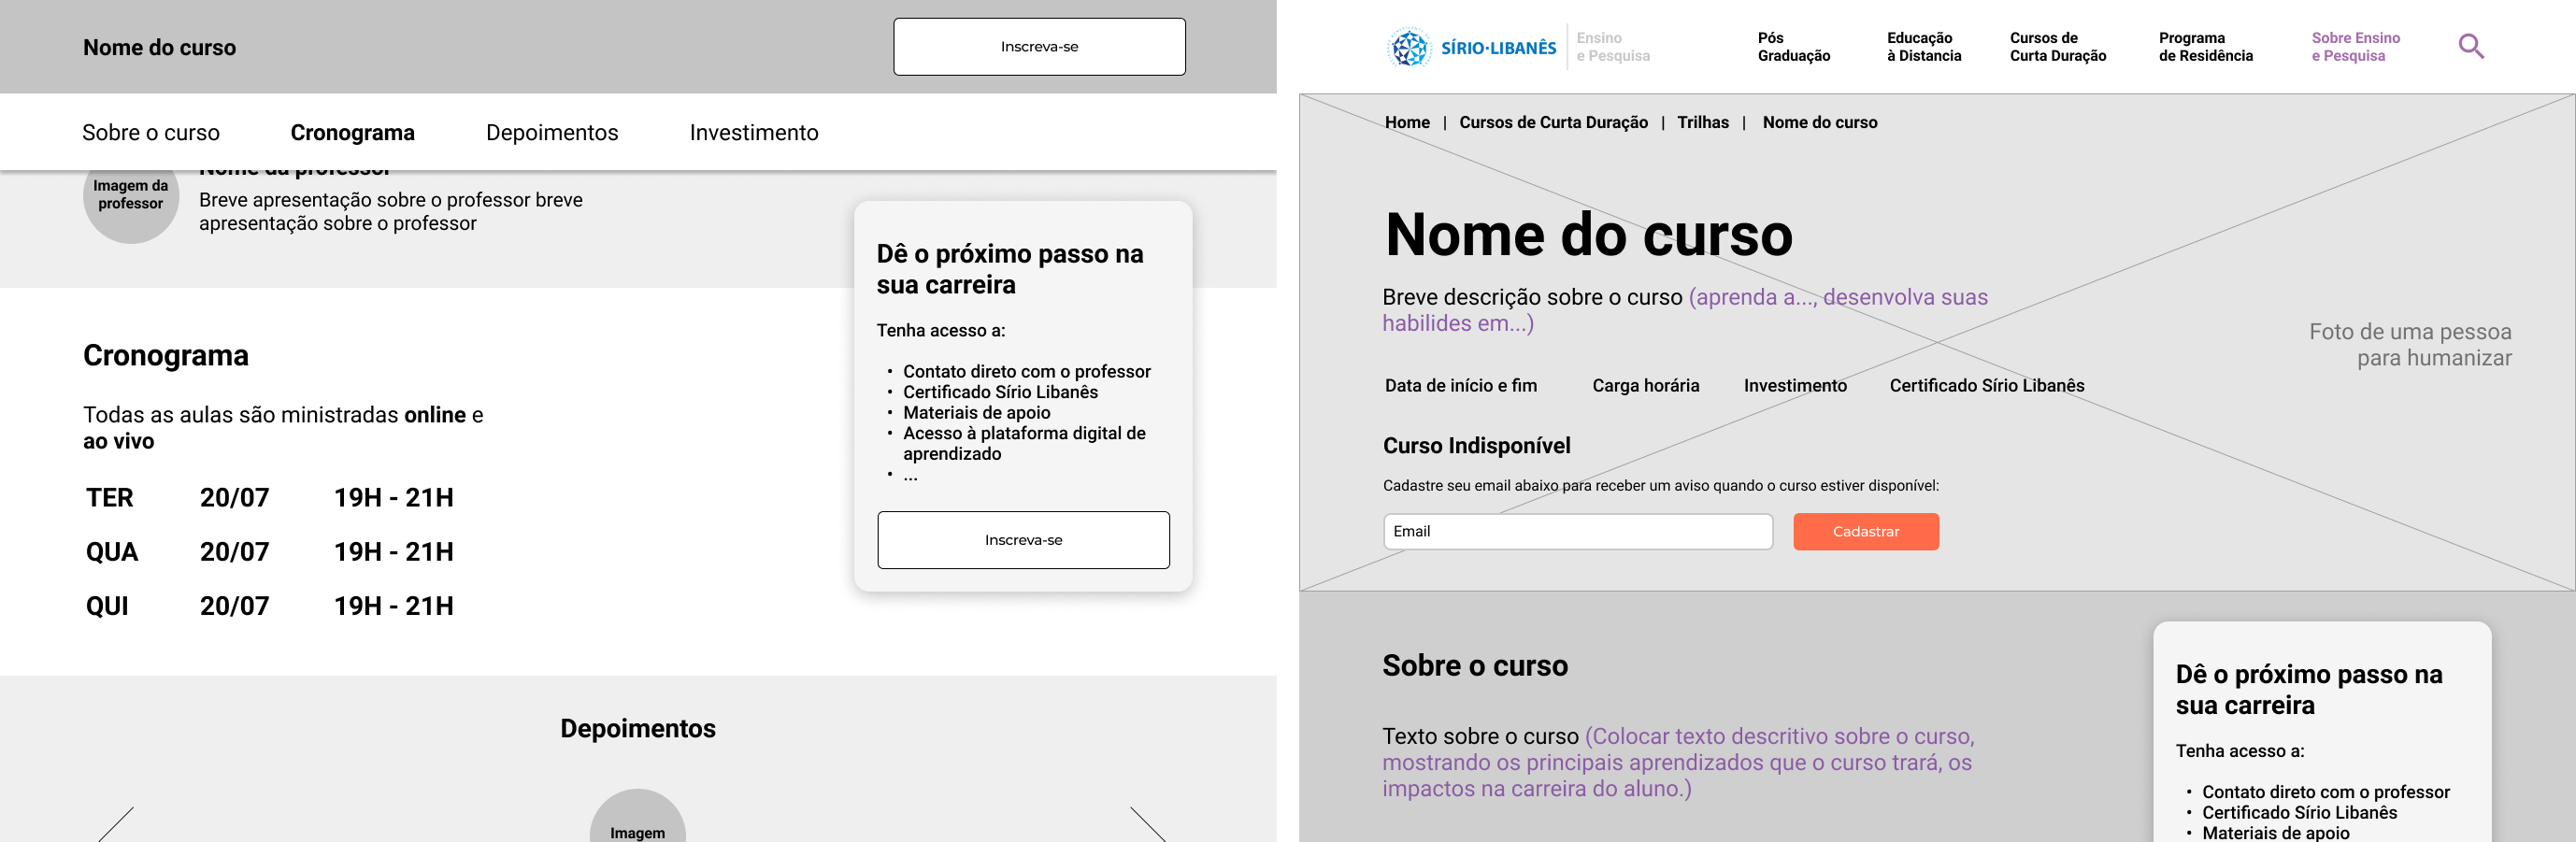 Nome do curso
Inscreva-se
Sobre o curso
Cronograma
Depoimentos
Investimento
Nome da professor
Imagem da
professor
Breve apresentação sobre o professor breve
apresentação sobre o professor
Dê o próximo passo na
sua carreira
Tenha acesso a:
• Contato direto com o professor
• Certificado Sírio Libanês
• Materiais de apoio
• Acesso à plataforma digital de
aprendizado
• ...
Inscreva-se
Cronograma
Todas as aulas são ministradas online e
ao vivo
TER 20/07 19H - 21H
QUA 20/07 19H - 21H
QUI 20/07 19H - 21H
Depoimentos
Imagem
SÍRIO·LIBANÊS
Ensino
e Pesquisa
Pós
Graduação
Educação
à Distancia
Cursos de
Curta Duração
Programa
de Residência
Sobre Ensino
e Pesquisa
Home | Cursos de Curta Duração | Trilhas | Nome do curso
Nome do curso
Breve descrição sobre o curso (aprenda a..., desenvolva suas
habilides em...)
Foto de uma pessoa
para humanizar
Data de início e fim
Carga horária
Investimento
Certificado Sírio Libanês
Curso Indisponível
Cadastre seu email abaixo para receber um aviso quando o curso estiver disponível:
Email
Cadastrar
Sobre o curso
Texto sobre o curso (Colocar texto descritivo sobre o curso,
mostrando os principais aprendizados que o curso trará, os
impactos na carreira do aluno.)
Dê o próximo passo na
sua carreira
Tenha acesso a:
• Contato direto com o professor
• Certificado Sírio Libanês
• Materiais de apoio